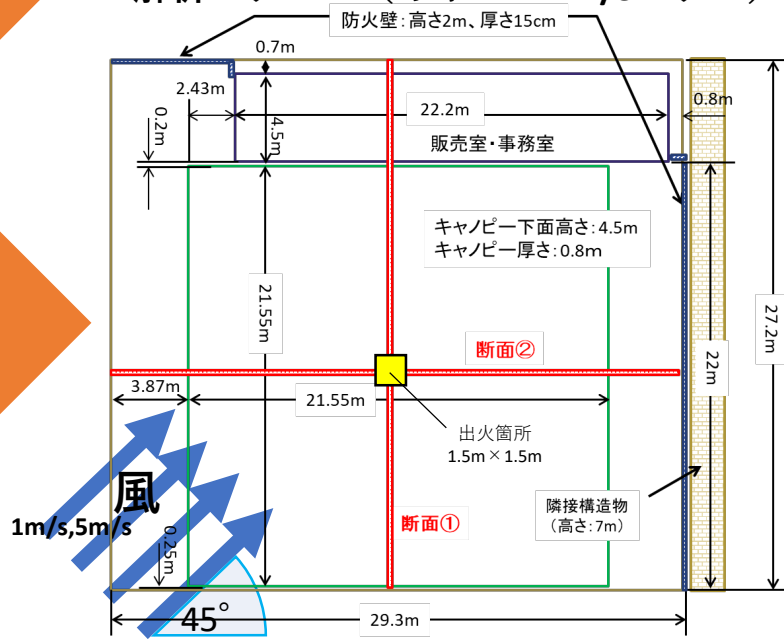 防火壁：高さ2m、厚さ15cm
0.7m
2.43m
0.8m
22.2m
0.2m
4.5m
販売室・事務室
キャノピー下面高さ：4.5m
キャノピー厚さ：0.8m
21.55m
27.2m
断面②
22m
3.87m
21.55m
出火箇所
1.5m×1.5m
風
1m/s,5m/s
断面①
隣接構造物
（高さ：7m）
0.25m
45°
29.3m